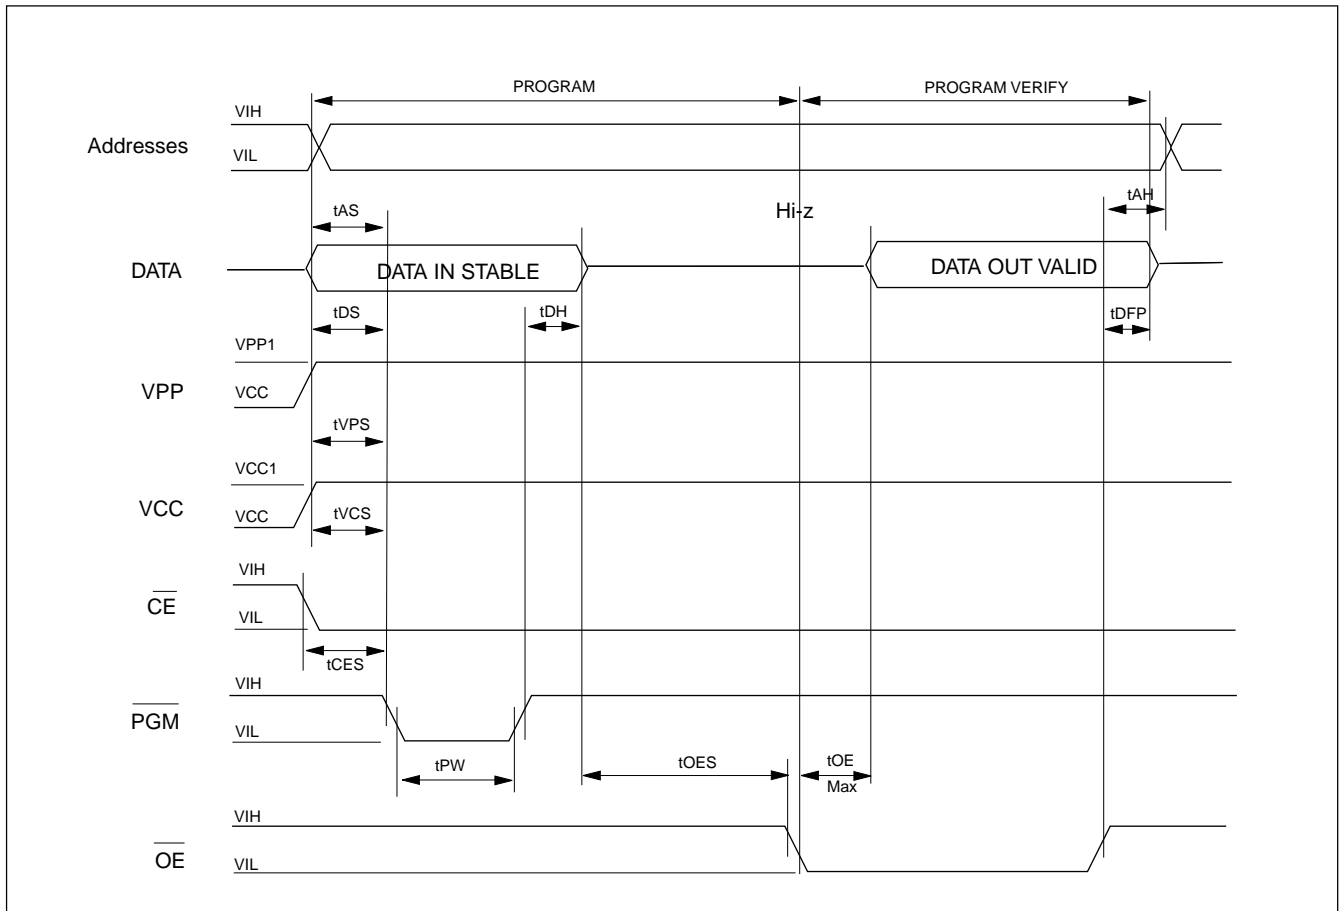 PROGRAM
PROGRAM VERIFY
VIH
Addresses
VIL
tAS
Hi-z
tAH
DATA
DATA IN STABLE
DATA OUT VALID
tDS
tDH
tDFP
VPP1
VPP
VCC
tVPS
VCC1
VCC
VCC
tVCS
VIH
CE
VIL
tCES
VIH
PGM
VIL
tPW
tOES
tOE
Max
VIH
OE
VIL